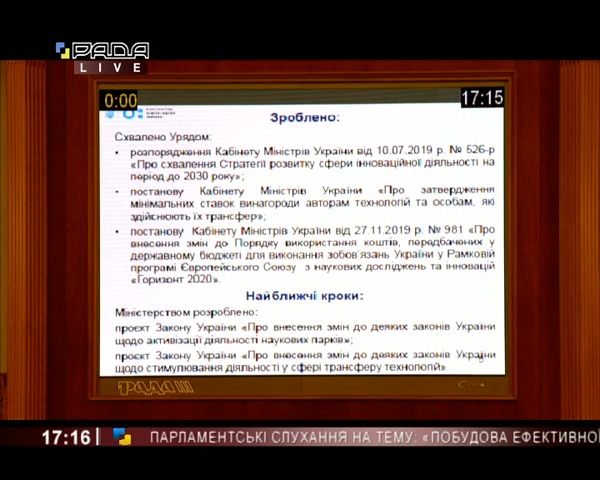 РАДА
LIVE
0:00
17:15
Зроблено:
Схвалено Урядом:
• розпорядження Кабінету Міністрів України від 10.07.2019 р. № 526-р
«Про схвалення Стратегії розвитку сфери інноваційної діяльності на
період до 2030 року»;
• постанову Кабінету Міністрів України «Про затвердження
мінімальних ставок винагороди авторам технологій та особам, які
здійснюють їх трансфер»;
• постанову Кабінету Міністрів України від 27.11.2019 р. № 981 «Про
внесення змін до Порядку використання коштів, передбачених у
державному бюджеті для виконання зобов'язань України у Рамковій
програмі Європейського Союзу з наукових досліджень та інновацій
«Горизонт 2020».
Найближчі кроки:
Міністерством розроблено:
проєкт Закону України «Про внесення змін до деяких законів України
щодо активізації діяльності наукових парків»;
проєкт Закону України «Про внесення змін до деяких законів України
щодо стимулювання діяльності у сфері трансферу технологій»
РАДА
17:16
ПАРЛАМЕНТСЬКІ СЛУХАННЯ НА ТЕМУ: «ПОБУДОВА ЕФЕКТИВНОЇ